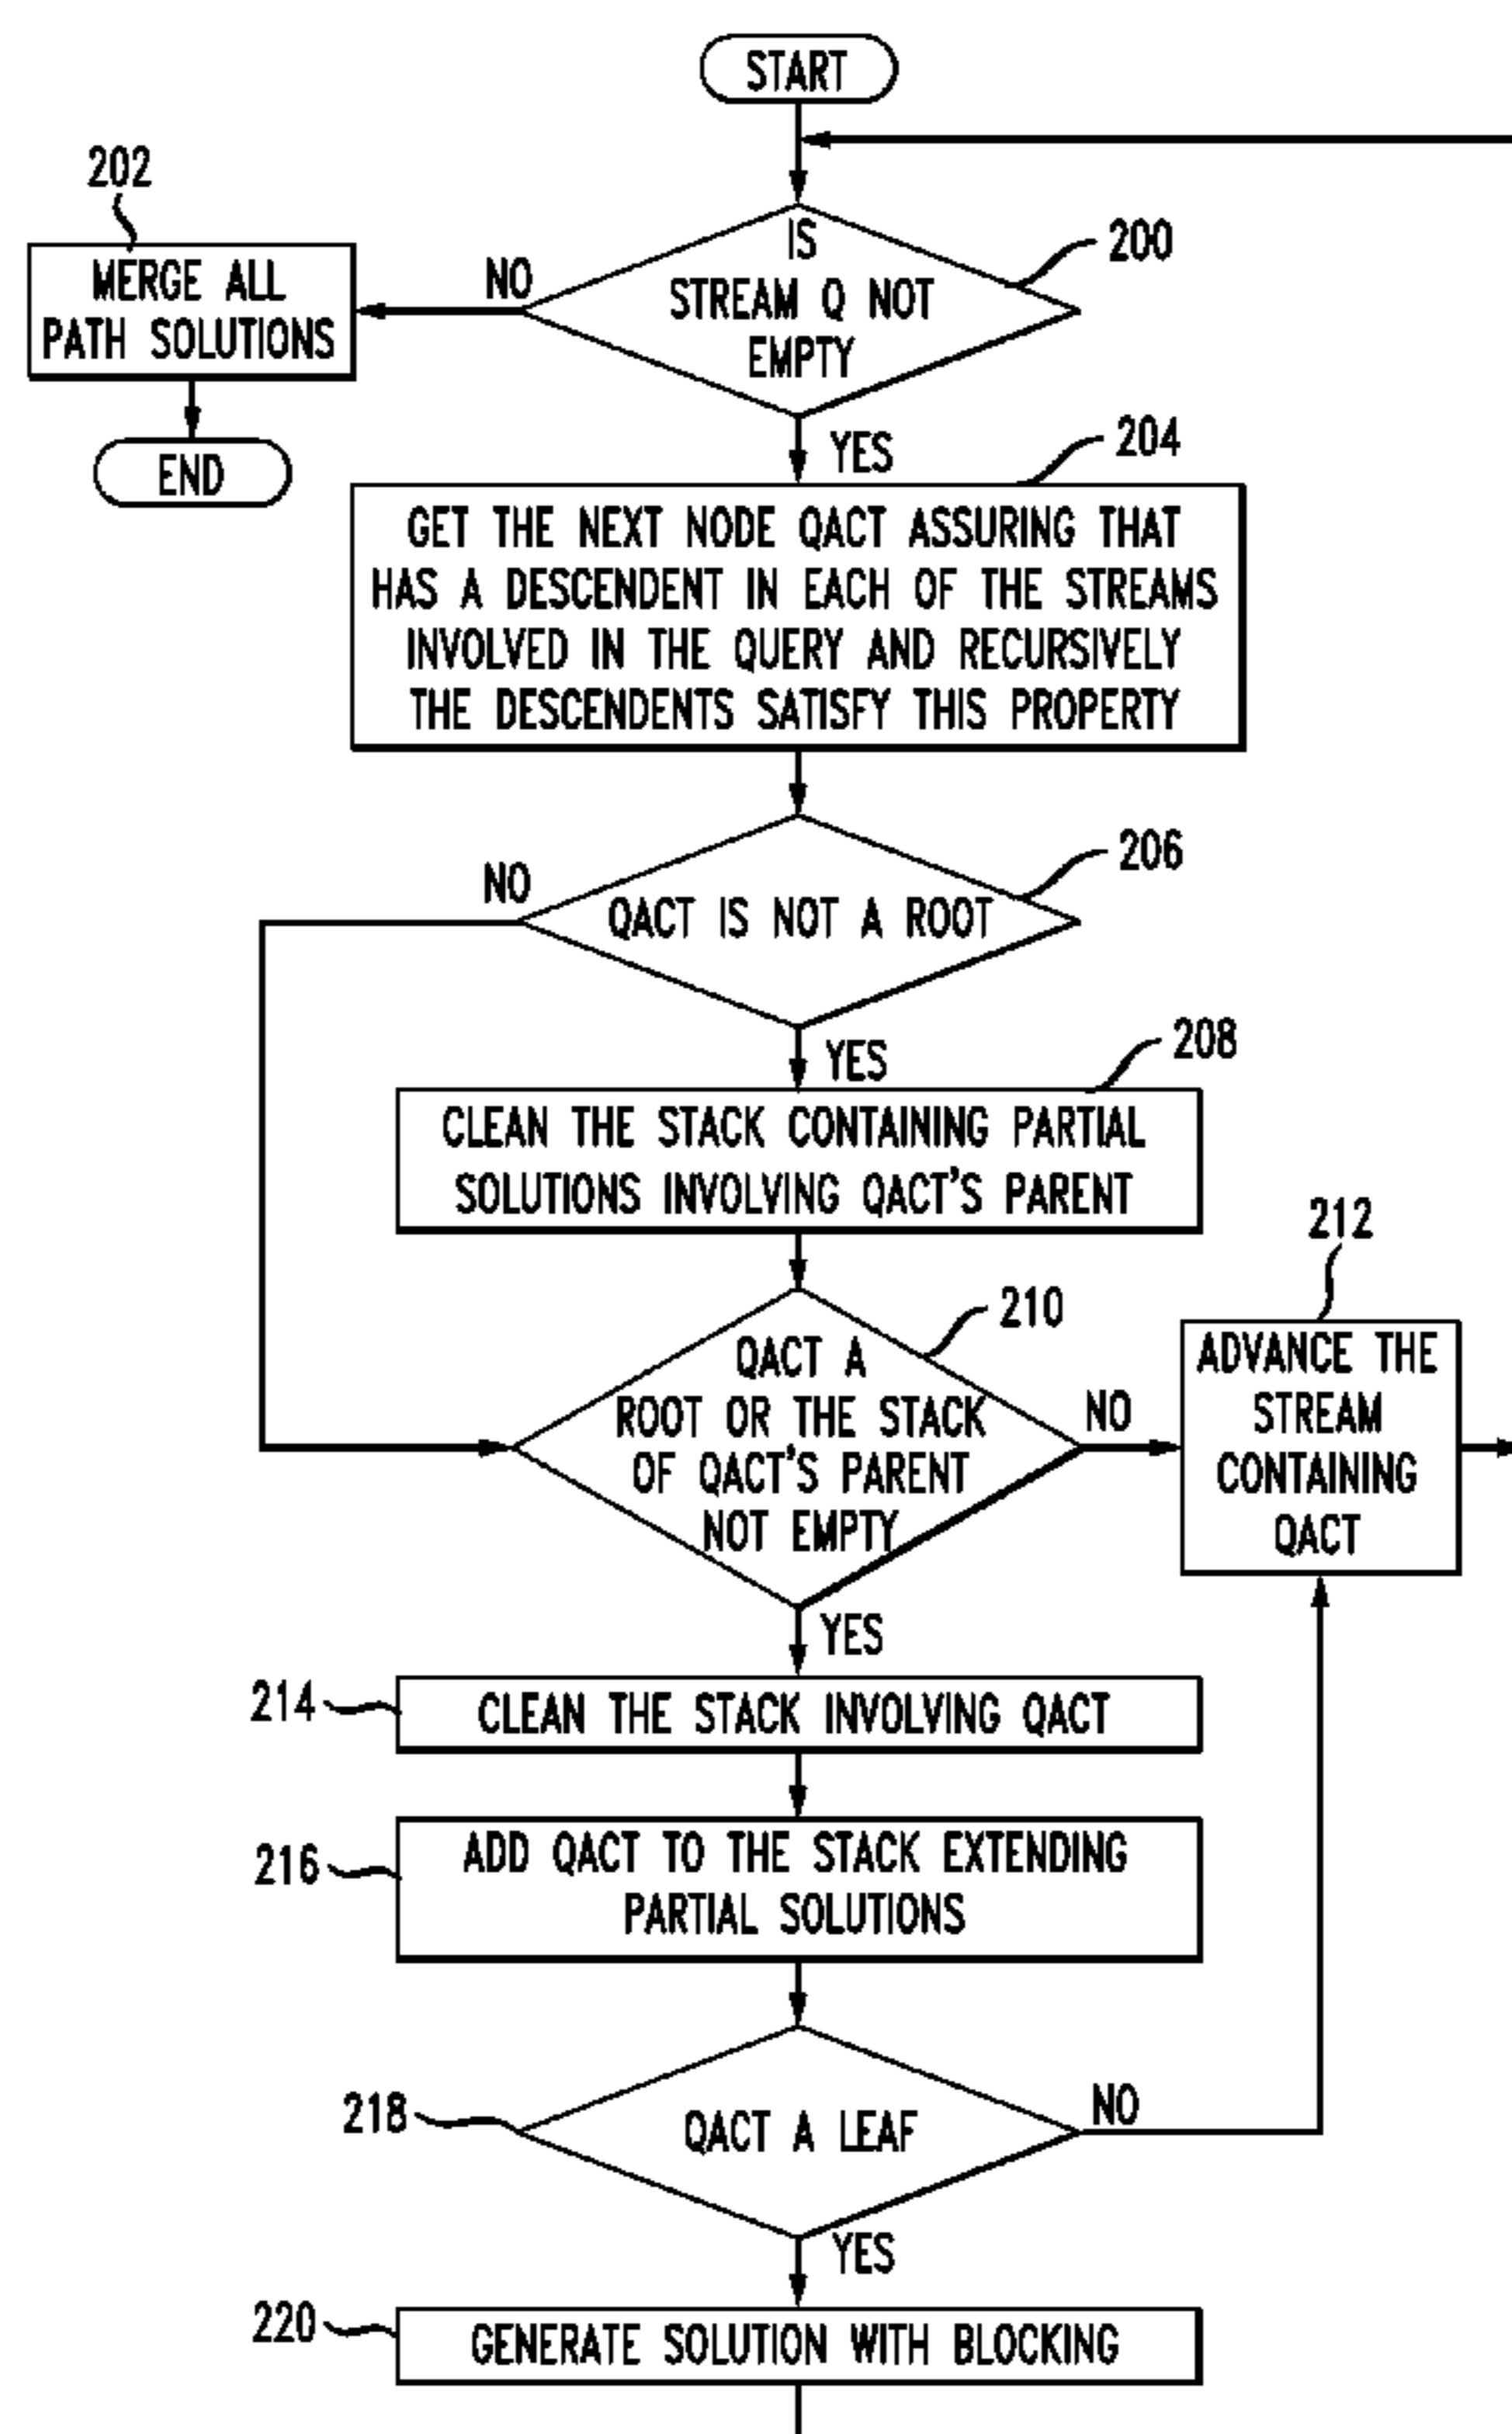 START
202
MERGE ALL
PATH SOLUTIONS
END
NO
IS
STREAM Q NOT
EMPTY
200
YES
204
GET THE NEXT NODE QACT ASSURING THAT
HAS A DESCENDENT IN EACH OF THE STREAMS
INVOLVED IN THE QUERY AND RECURSIVELY
THE DESCENDENTS SATISFY THIS PROPERTY
NO
QACT IS NOT A ROOT
206
YES
208
CLEAN THE STACK CONTAINING PARTIAL
SOLUTIONS INVOLVING QACT'S PARENT
210
QACT A
ROOT OR THE STACK
OF QACT'S PARENT
NOT EMPTY
NO
212
ADVANCE THE
STREAM
CONTAINING
QACT
YES
214
CLEAN THE STACK INVOLVING QACT
216
ADD QACT TO THE STACK EXTENDING
PARTIAL SOLUTIONS
218
QACT A LEAF
NO
YES
220
GENERATE SOLUTION WITH BLOCKING